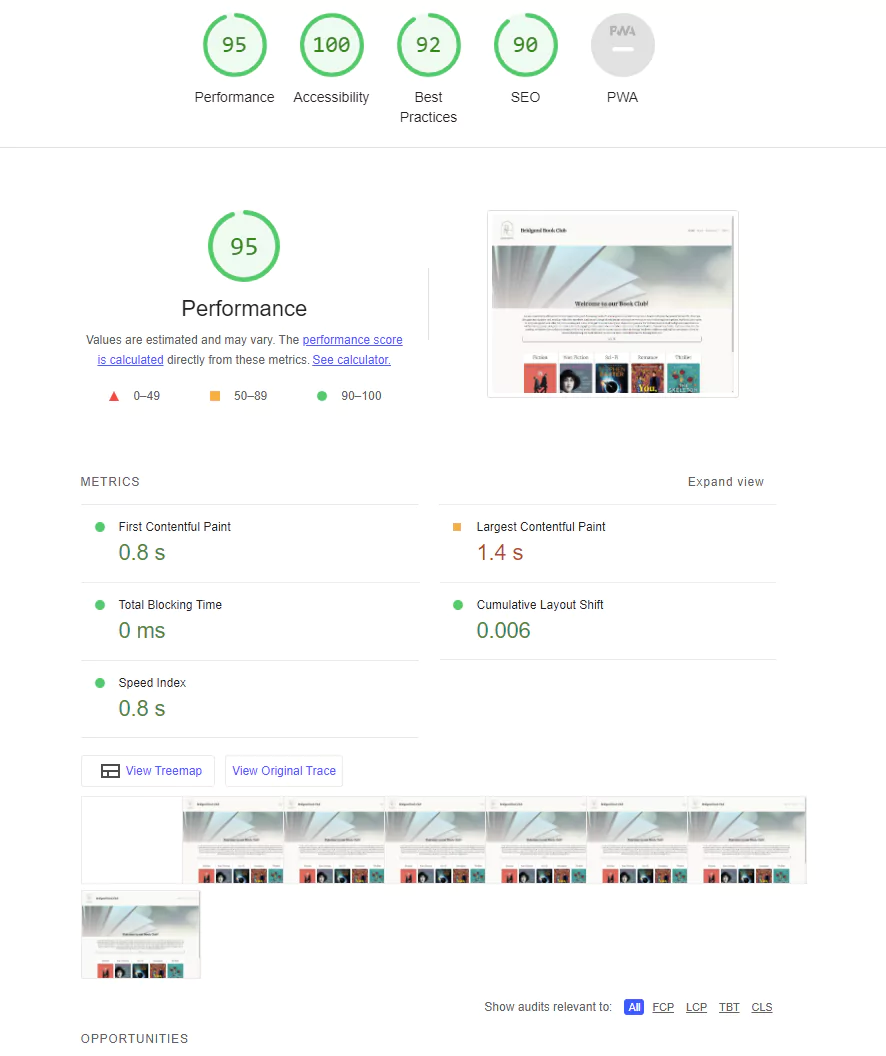 95 100 92 90 PWA
Performance Accessibility Best Practices SEO PWA
95
Bridgend Book Club
Welcome to our Book Club!
Fiction Non Fiction Sci-Fi Romance Thriller
Performance
Values are estimated and may vary. The performance score
is calculated directly from these metrics. See calculator.
0–49 50–89 90–100
METRICS Expand view
First Contentful Paint
0.8 s
Largest Contentful Paint
1.4 s
Total Blocking Time
0 ms
Cumulative Layout Shift
0.006
Speed Index
0.8 s
View Treemap View Original Trace
Show audits relevant to: All FCP LCP TBT CLS
OPPORTUNITIES